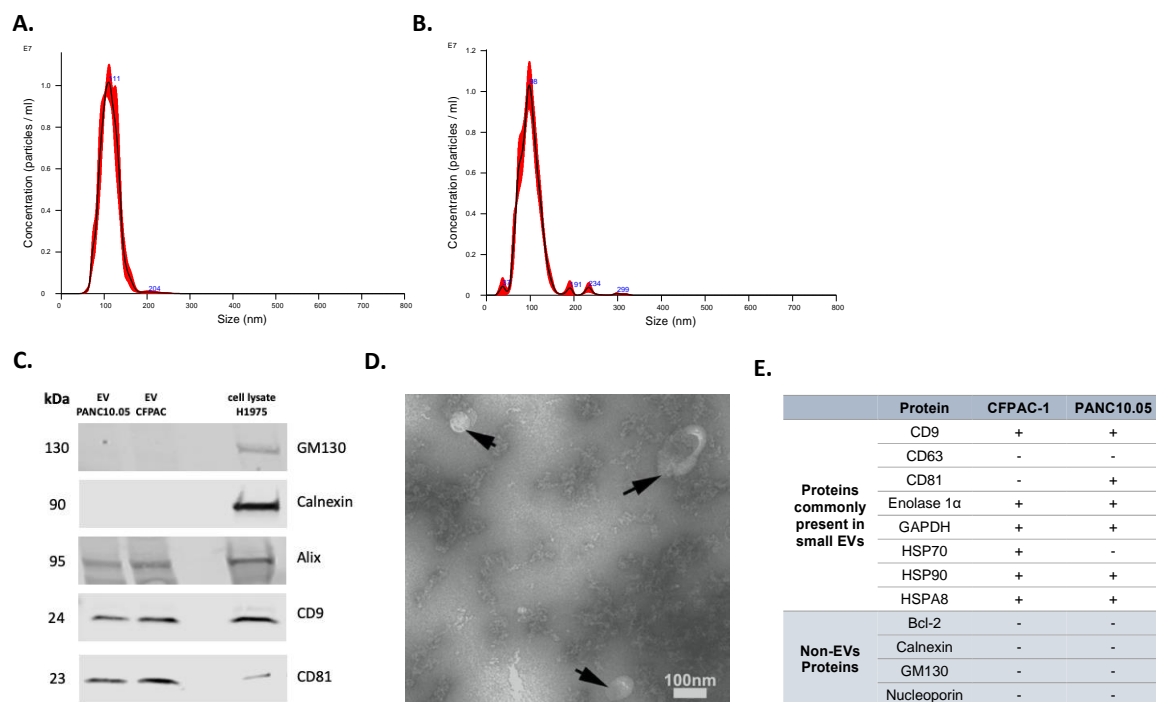 A.
E7
Concentration (particles / ml)
1.0
0.8
0.6
0.4
0.2
0
11
204
0 100 200 300 400 500 600 700 800
Size (nm)
B.
E7
Concentration (particles / ml)
1.2
1.0
0.8
0.6
0.4
0.2
0
98
91
234
299
0 100 200 300 400 500 600 700 800
Size (nm)
C.
kDa
EV PANC10.05
EV CFPAC
cell lysate H1975
130 GM130
90 Calnexin
95 Alix
24 CD9
23 CD81
D.
100nm
E.
Protein CFPAC-1 PANC10.05
Proteins commonly present in small EVs
CD9 + +
CD63 - -
CD81 - +
Enolase 1α + +
GAPDH + +
HSP70 + -
HSP90 + +
HSPA8 + +
Non-EVs Proteins
Bcl-2 - -
Calnexin - -
GM130 - -
Nucleoporin - -